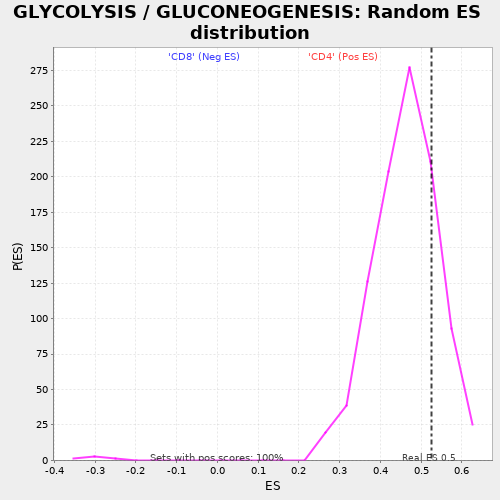 GLYCOLYSIS / GLUCONEOGENESIS: Random ES
distribution
'CD8' (Neg ES) 'CD4' (Pos ES)
275
250
225
200
175
150
125
100
75
50
25
0
P(ES)
Sets with pos scores: 100%
Real ES 0.5
-0.4 -0.3 -0.2 -0.1 0.0 0.1 0.2 0.3 0.4 0.5 0.6
ES